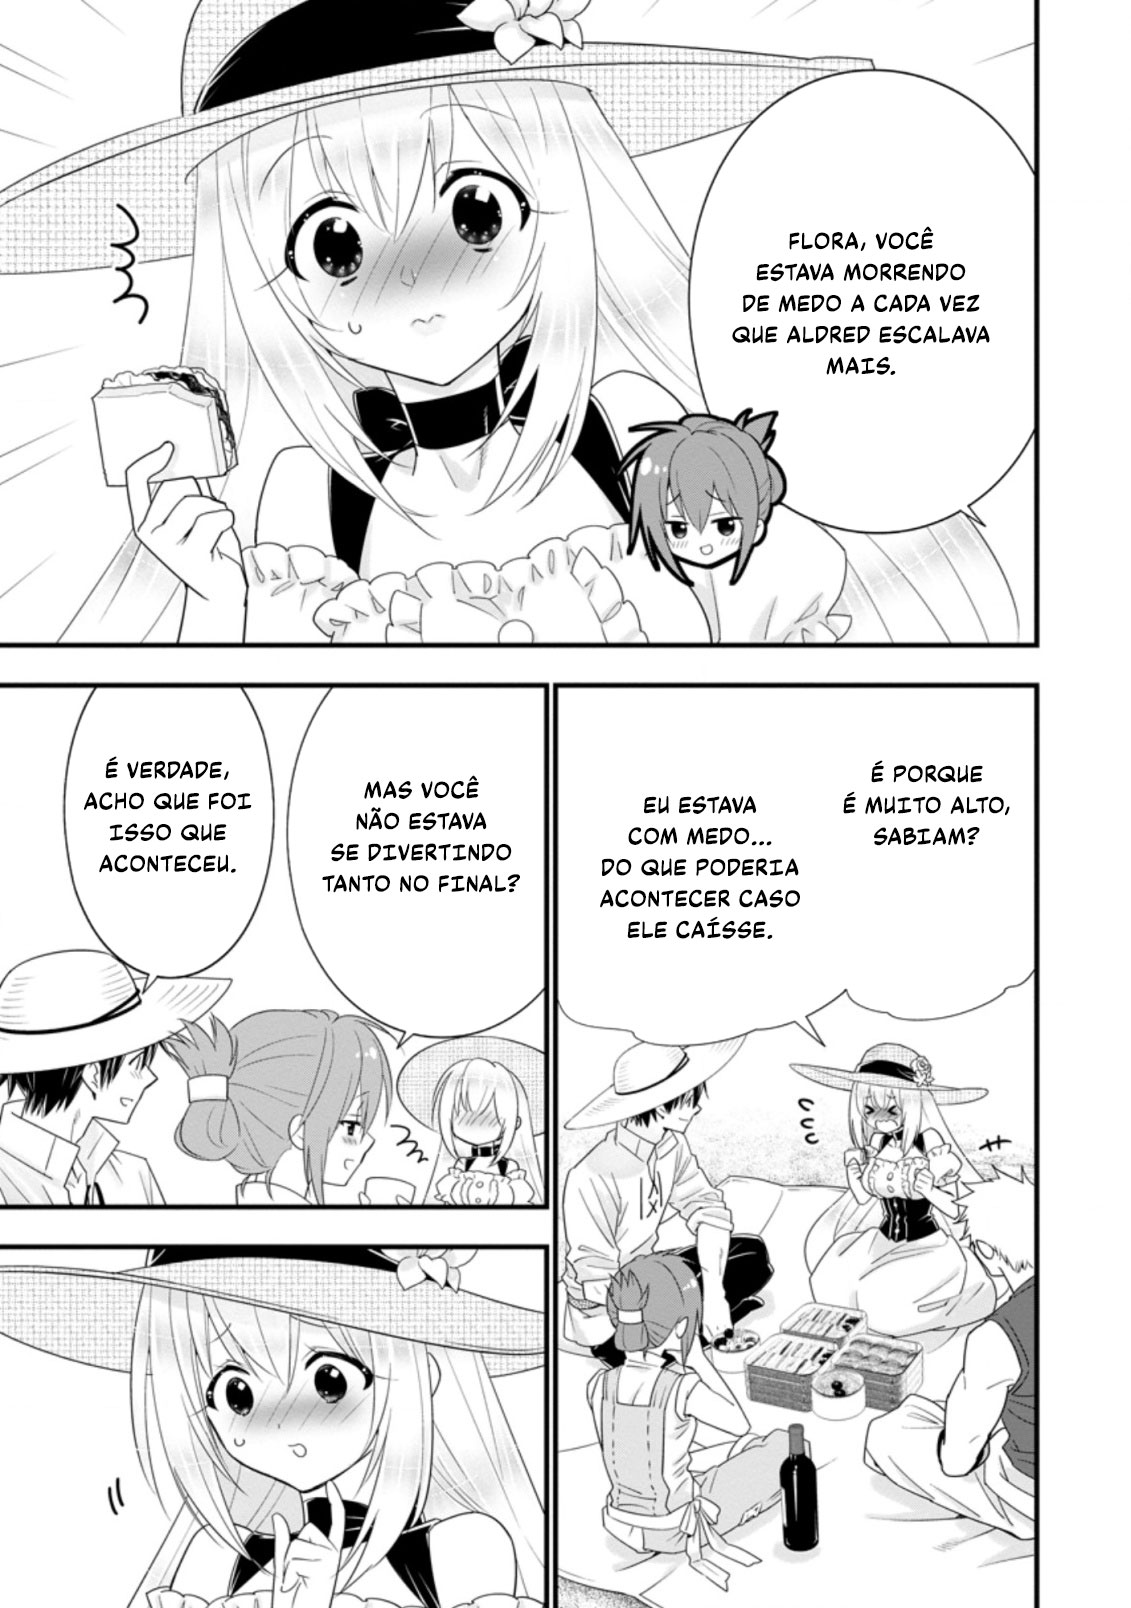 FLORA, VOCÊ
ESTAVA MORRENDO
DE MEDO A CADA VEZ
QUE ALDRED ESCALAVA
MAIS.
É PORQUE
É MUITO ALTO,
SABIAM?
EU ESTAVA
COM MEDO...
DO QUE PODERIA
ACONTECER CASO
ELE CAÍSSE.
MAS VOCÊ
NÃO ESTAVA
SE DIVERTINDO
TANTO NO FINAL?
É VERDADE,
ACHO QUE FOI
ISSO QUE
ACONTECEU.